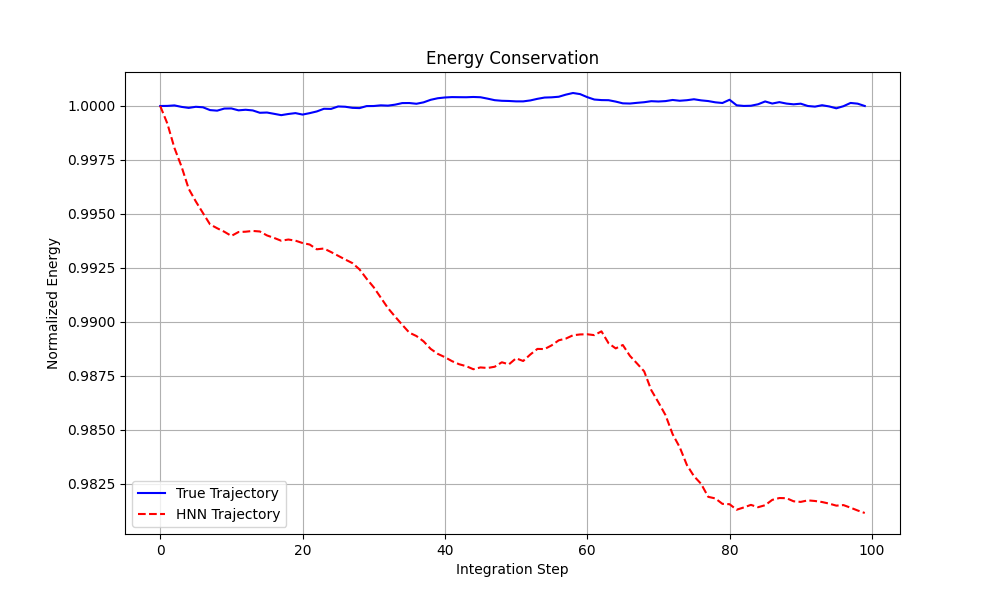 Energy Conservation
Normalized Energy
1.0000
0.9975
0.9950
0.9925
0.9900
0.9875
0.9850
0.9825
True Trajectory
HNN Trajectory
0 20 40 60 80 100
Integration Step